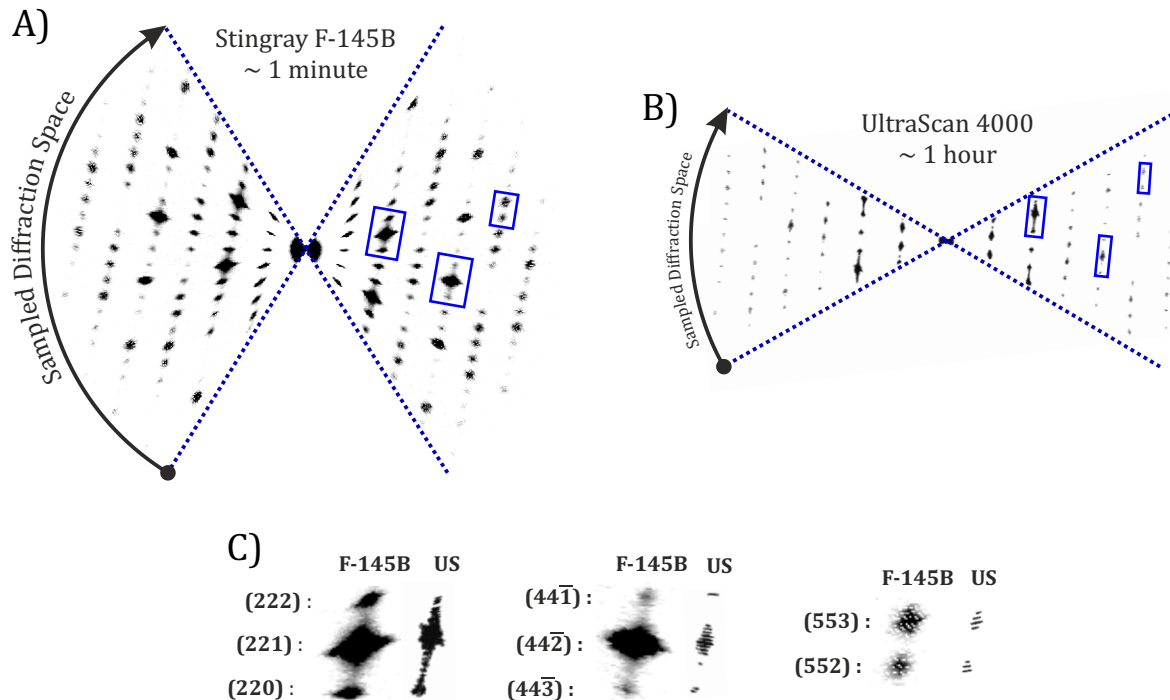 A)
Stingray F-145B
~ 1 minute
Sampled Diffraction Space
B)
UltraScan 4000
~ 1 hour
Sampled Diffraction Space
C)
F-145B US
(222) :
(221) :
(220) :
F-145B US
(441̅) :
(442̅) :
(443̅) :
F-145B US
(553) :
(552) :